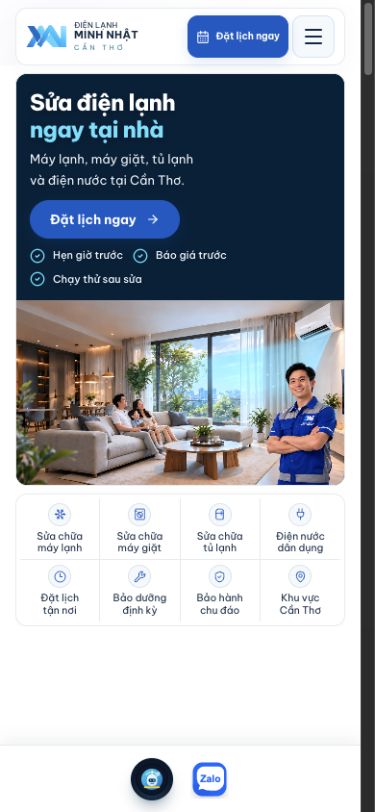 ĐIỆN LẠNH
MINH NHẬT
CẦN THƠ
Đặt lịch ngay
Sửa điện lạnh
ngay tại nhà
Máy lạnh, máy giặt, tủ lạnh
và điện nước tại Cần Thơ.
Đặt lịch ngay
Hẹn giờ trước
Báo giá trước
Chạy thử sau sửa
Sửa chữa
máy lạnh
Sửa chữa
máy giặt
Sửa chữa
tủ lạnh
Điện nước
dân dụng
Đặt lịch
tận nơi
Bảo dưỡng
định kỳ
Bảo hành
chu đáo
Khu vực
Cần Thơ
Zalo